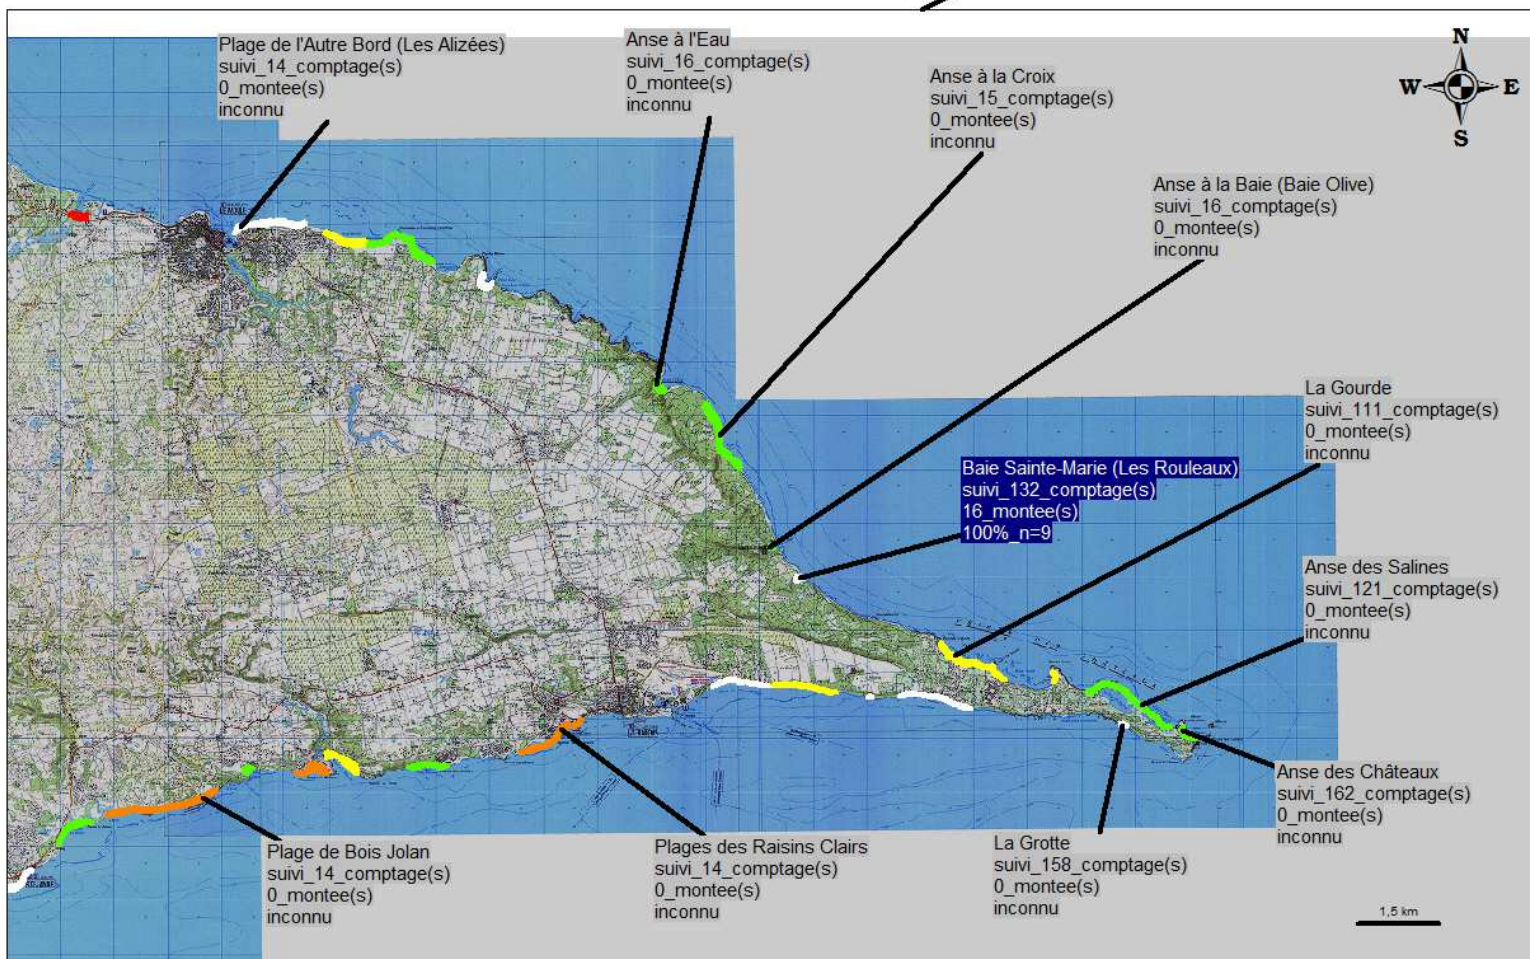 N
W E
S
Plage de l'Autre Bord (Les Alizées)
suivi_14_comptage(s)
0_montee(s)
inconnu
Anse à l'Eau
suivi_16_comptage(s)
0_montee(s)
inconnu
Anse à la Croix
suivi_15_comptage(s)
0_montee(s)
inconnu
Anse à la Baie (Baie Olive)
suivi_16_comptage(s)
0_montee(s)
inconnu
La Gourde
suivi_111_comptage(s)
0_montee(s)
inconnu
Baie Sainte-Marie (Les Rouleaux)
suivi_132_comptage(s)
16_montee(s)
100%_n=9
Anse des Salines
suivi_121_comptage(s)
0_montee(s)
inconnu
Anse des Châteaux
suivi_162_comptage(s)
0_montee(s)
inconnu
Plage de Bois Jolan
suivi_14_comptage(s)
0_montee(s)
inconnu
Plages des Raisins Clairs
suivi_14_comptage(s)
0_montee(s)
inconnu
La Grotte
suivi_158_comptage(s)
0_montee(s)
inconnu
1,5 km